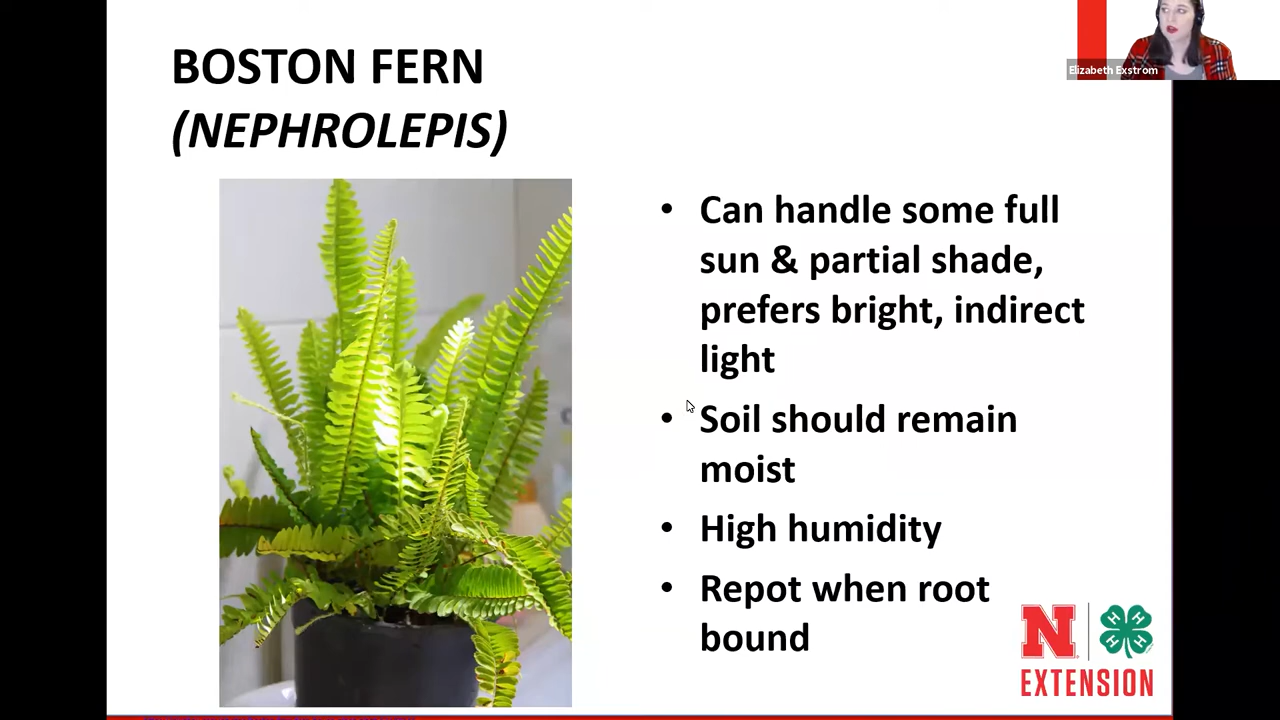 BOSTON FERN
(NEPHROLEPIS)
Elizabeth Exstrom
• Can handle some full
sun & partial shade,
prefers bright, indirect
light
• Soil should remain
moist
• High humidity
• Repot when root
bound
N
H H H H
EXTENSION